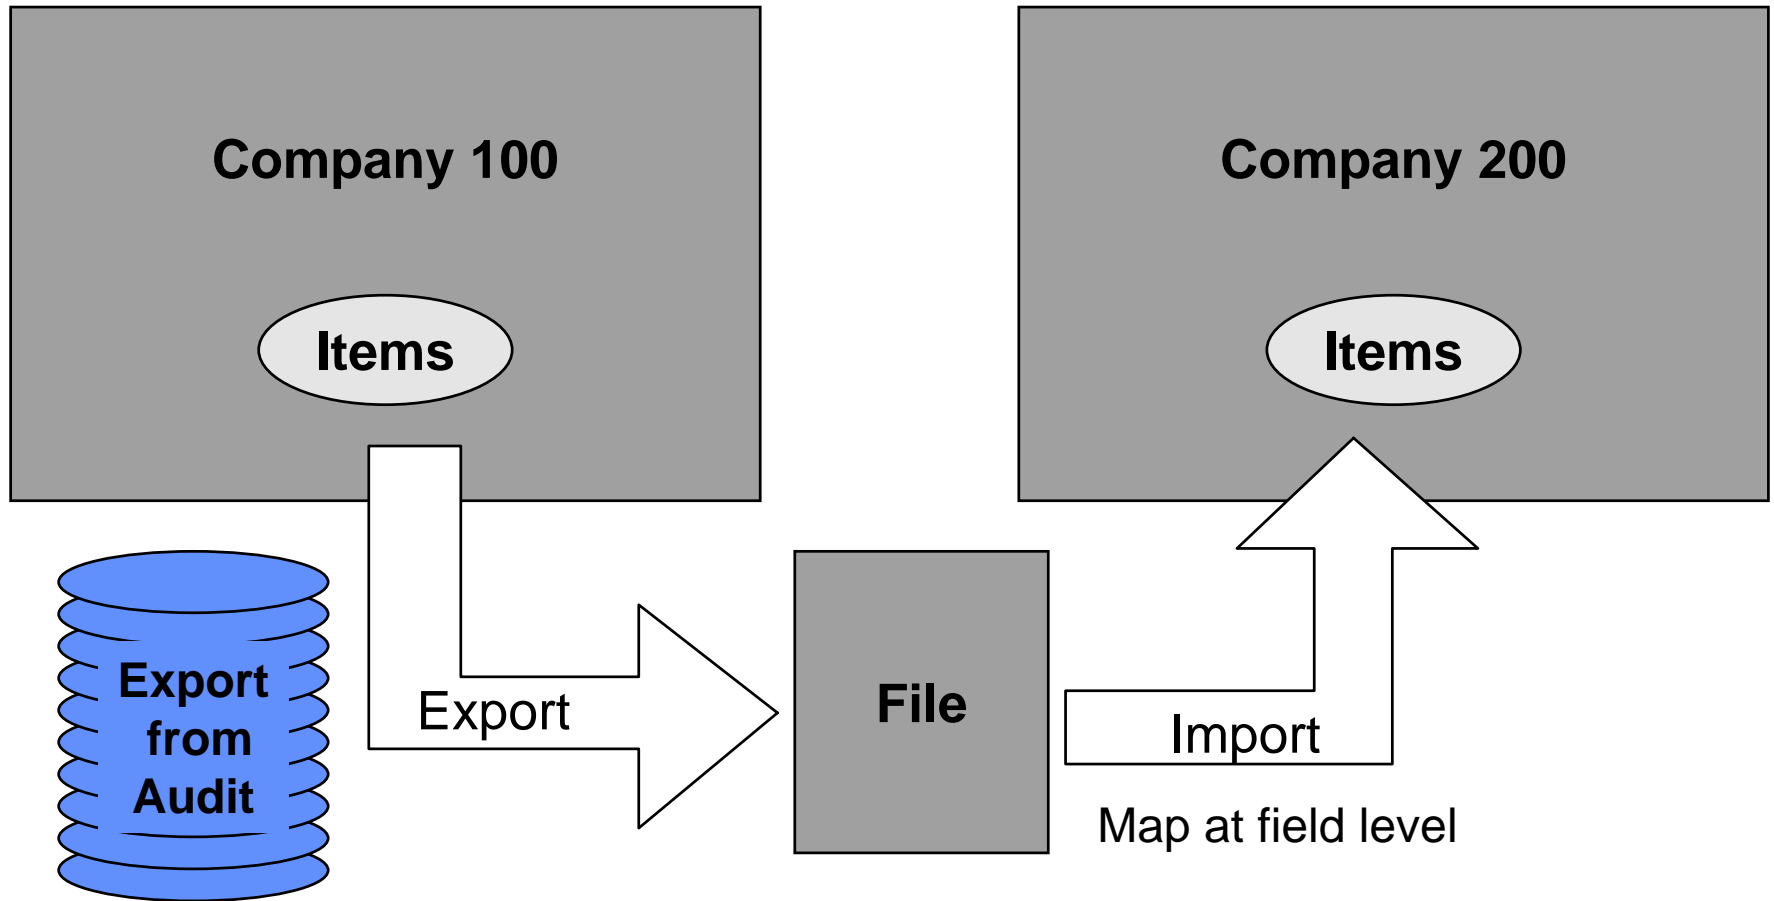 Company 100
Company 200
Items
Items
Export
from
Audit
Export
File
Import
Map at field level